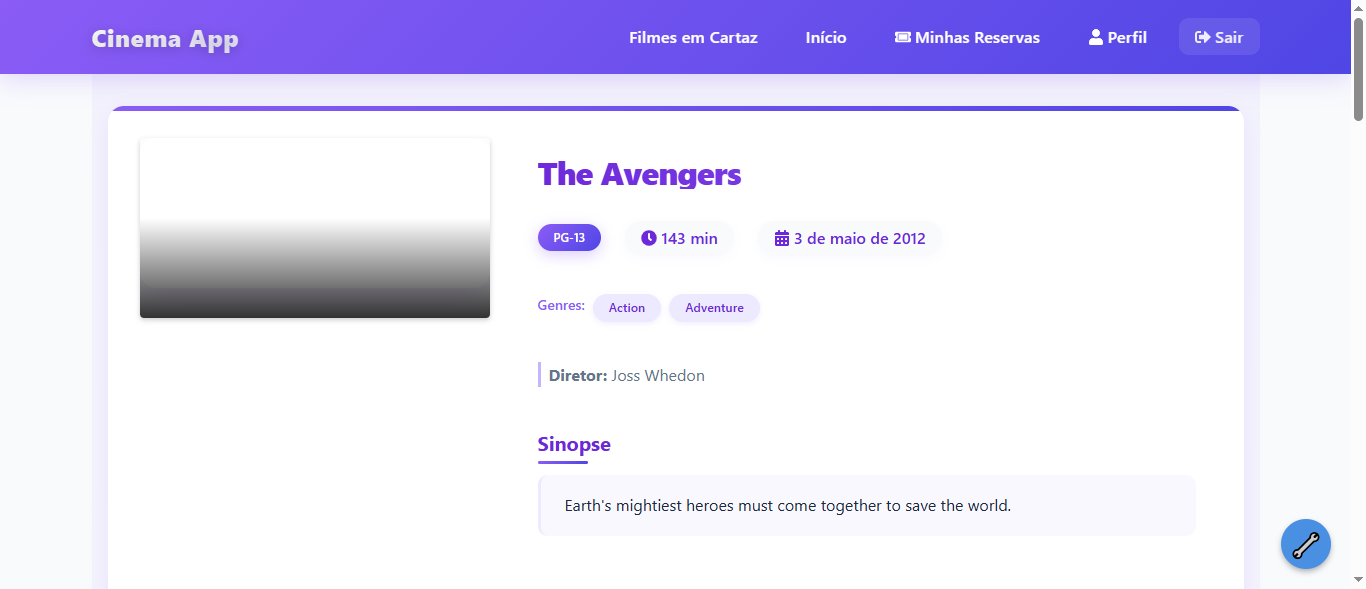 Cinema App
Filmes em Cartaz
Início
Minhas Reservas
Perfil
Sair
The Avengers
PG-13
143 min
3 de maio de 2012
Genres:
Action
Adventure
Diretor: Joss Whedon
Sinopse
Earth's mightiest heroes must come together to save the world.